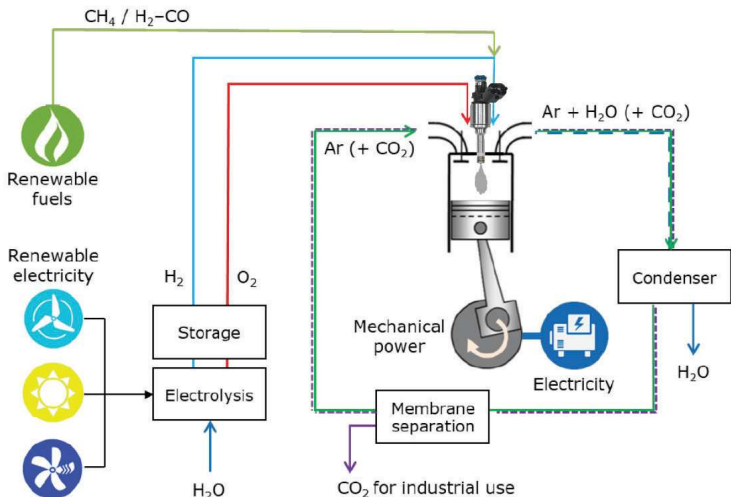 CH₄ / H₂–CO
Ar + H₂O (+ CO₂)
Ar (+ CO₂)
Renewable
fuels
Renewable
electricity
H₂
O₂
Storage
Electrolysis
H₂O
Mechanical
power
Electricity
Condenser
H₂O
Membrane
separation
CO₂ for industrial use